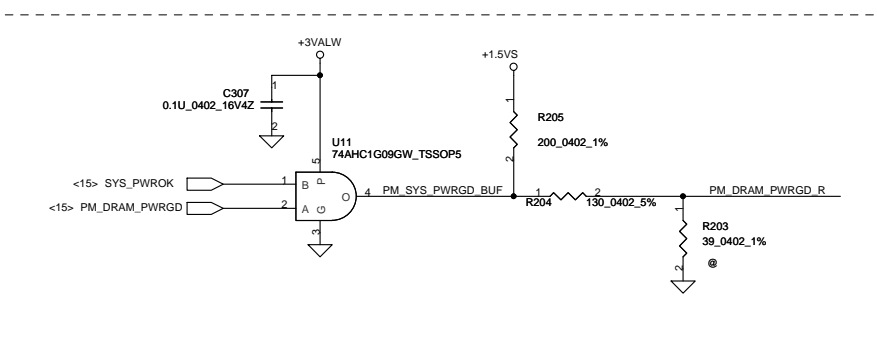 +3VALW
+1.5VS
1
C307
0.1U_0402_16V4Z
2
1
R205
200_0402_1%
2
U11
74AHC1G09GW_TSSOP5
5
P
<15> SYS_PWROK
1
B
O
4
PM_SYS_PWRGD_BUF
<15> PM_DRAM_PWRGD
2
A
G
3
1
R204
2
130_0402_5%
PM_DRAM_PWRGD_R
1
R203
39_0402_1%
2
@